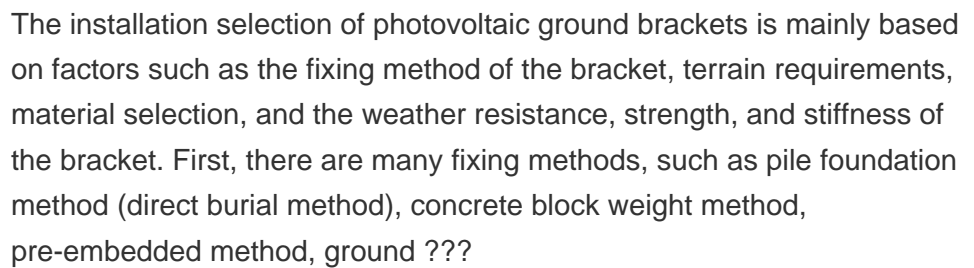 The installation selection of photovoltaic ground brackets is mainly based
on factors such as the fixing method of the bracket, terrain requirements,
material selection, and the weather resistance, strength, and stiffness of
the bracket. First, there are many fixing methods, such as pile foundation
method (direct burial method), concrete block weight method,
pre-embedded method, ground ???